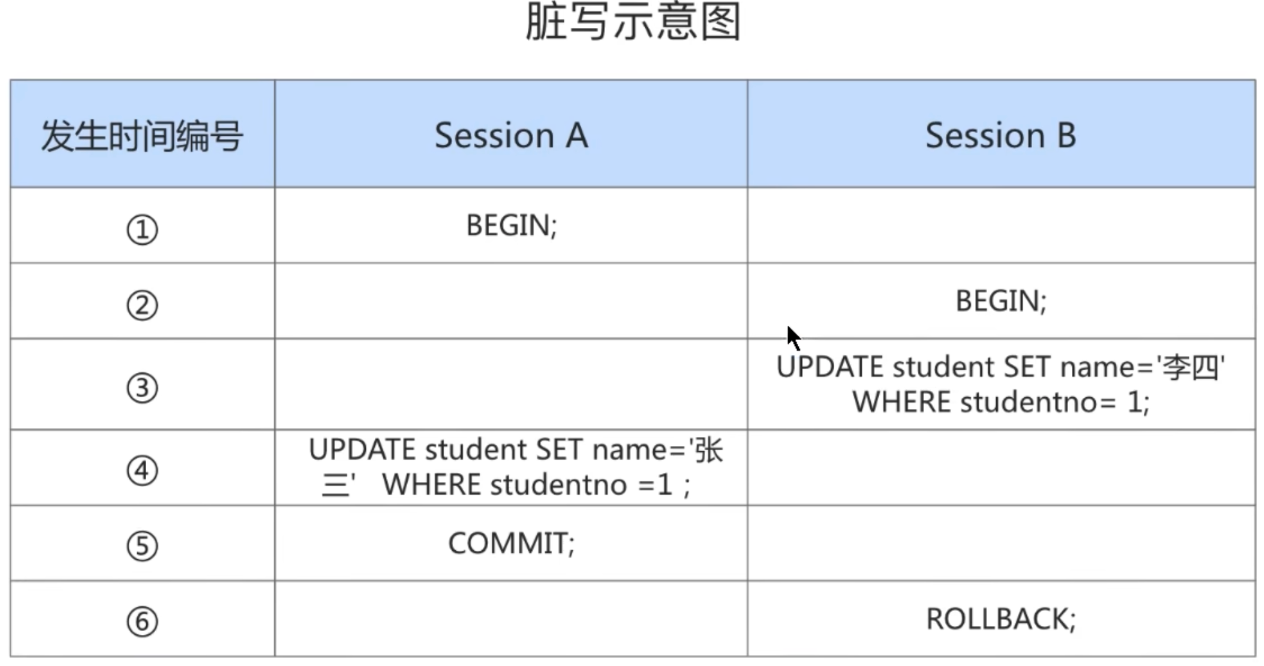 脏写示意图
发生时间编号 Session A Session B
① BEGIN;
② BEGIN;
③ UPDATE student SET name='李四'
WHERE studentno= 1;
④ UPDATE student SET name='张
三' WHERE studentno =1 ;
⑤ COMMIT;
⑥ ROLLBACK;